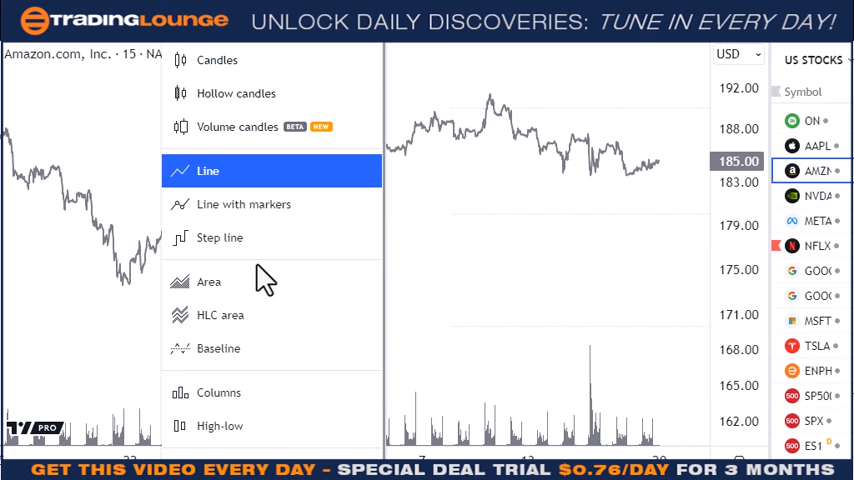 TRADINGLOUNGE
UNLOCK DAILY DISCOVERIES: TUNE IN EVERY DAY!
Amazon.com, Inc. · 15 · NA
Candles
Hollow candles
Volume candles BETA NEW
Line
Line with markers
Step line
Area
HLC area
Baseline
Columns
High-low
PRO
USD
192.00
188.00
185.00
183.00
179.00
175.00
171.00
168.00
165.00
162.00
US STOCKS
Symbol
ON
AAPL
AMZN
NVDA
META
NFLX
GOO
GOO
MSFT
TSLA
ENPH
SP500
SPX
ES1 D
GET THIS VIDEO EVERY DAY - SPECIAL DEAL TRIAL $0.76/DAY FOR 3 MONTHS